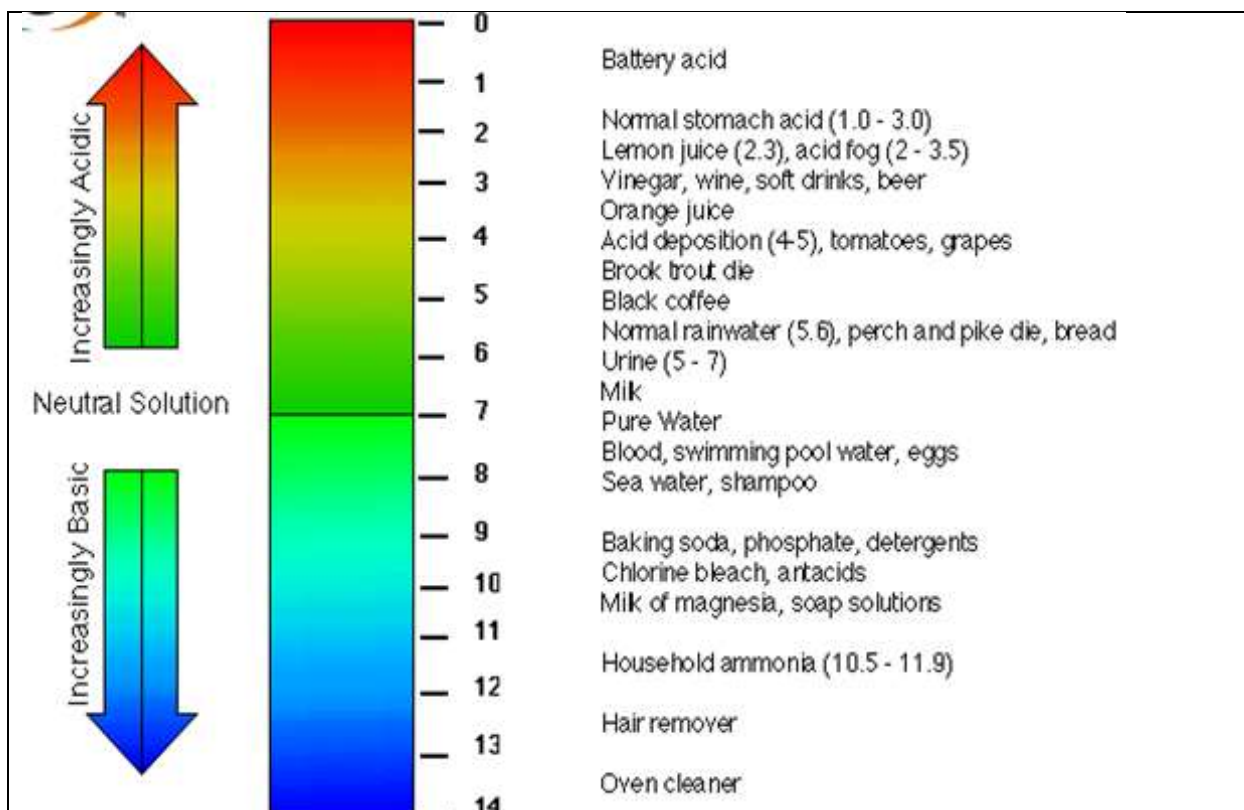 Increasingly Acidic
Neutral Solution
Increasingly Basic
0
1
2
3
4
5
6
7
8
9
10
11
12
13
14
Battery acid
Normal stomach acid (1.0 - 3.0)
Lemon juice (2.3), acid fog (2 - 3.5)
Vinegar, wine, soft drinks, beer
Orange juice
Acid deposition (4-5), tomatoes, grapes
Brook trout die
Black coffee
Normal rainwater (5.6), perch and pike die, bread
Urine (5 - 7)
Milk
Pure Water
Blood, swimming pool water, eggs
Sea water, shampoo
Baking soda, phosphate, detergents
Chlorine bleach, antacids
Milk of magnesia, soap solutions
Household ammonia (10.5 - 11.9)
Hair remover
Oven cleaner